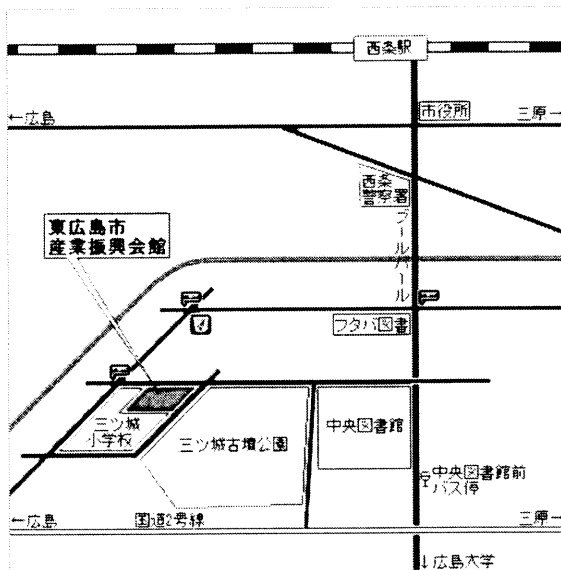 西条駅
市役所
←広島
三原→
西条
警察署
ブールバール
東広島市
産業振興会館
フタバ図書
三ツ城
小学校
三ツ城古墳公園
中央図書館
中央図書館前
バス停
←広島
国道2号線
三原→
↓広島大学